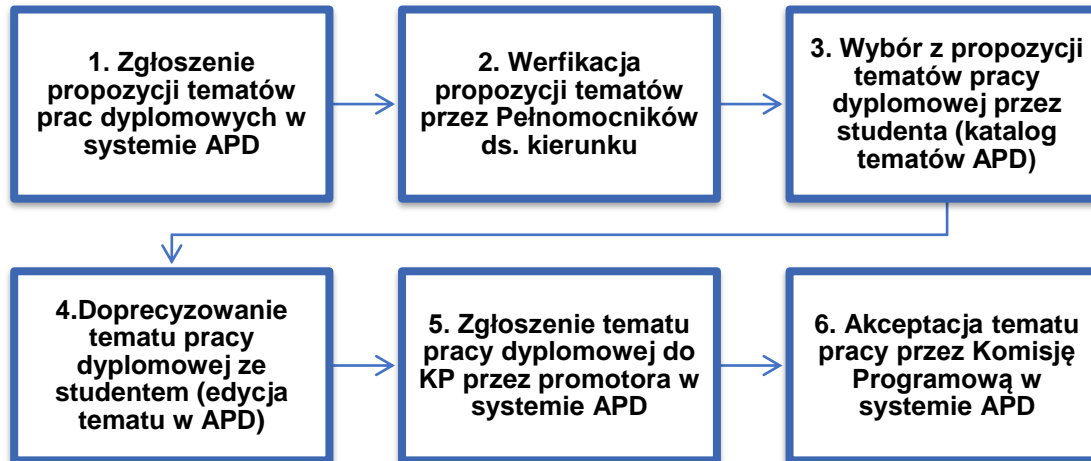 1. Zgłoszenie
propozycji tematów
prac dyplomowych w
systemie APD
2. Werfikacja
propozycji tematów
przez Pełnomocników
ds. kierunku
3. Wybór z propozycji
tematów pracy
dyplomowej przez
studenta (katalog
tematów APD)
4.Doprecyzowanie
tematu pracy
dyplomowej ze
studentem (edycja
tematu w APD)
5. Zgłoszenie tematu
pracy dyplomowej do
KP przez promotora w
systemie APD
6. Akceptacja tematu
pracy przez Komisję
Programową w
systemie APD